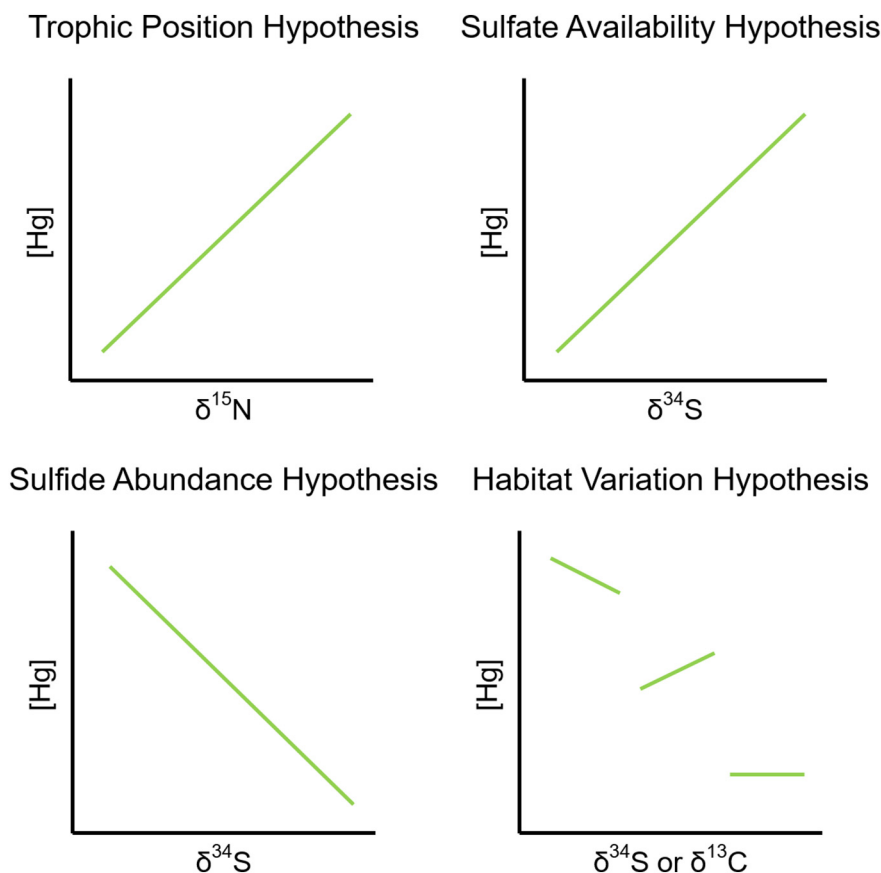 Trophic Position Hypothesis
[Hg]
δ¹⁵N
Sulfate Availability Hypothesis
[Hg]
δ³⁴S
Sulfide Abundance Hypothesis
[Hg]
δ³⁴S
Habitat Variation Hypothesis
[Hg]
δ³⁴S or δ¹³C